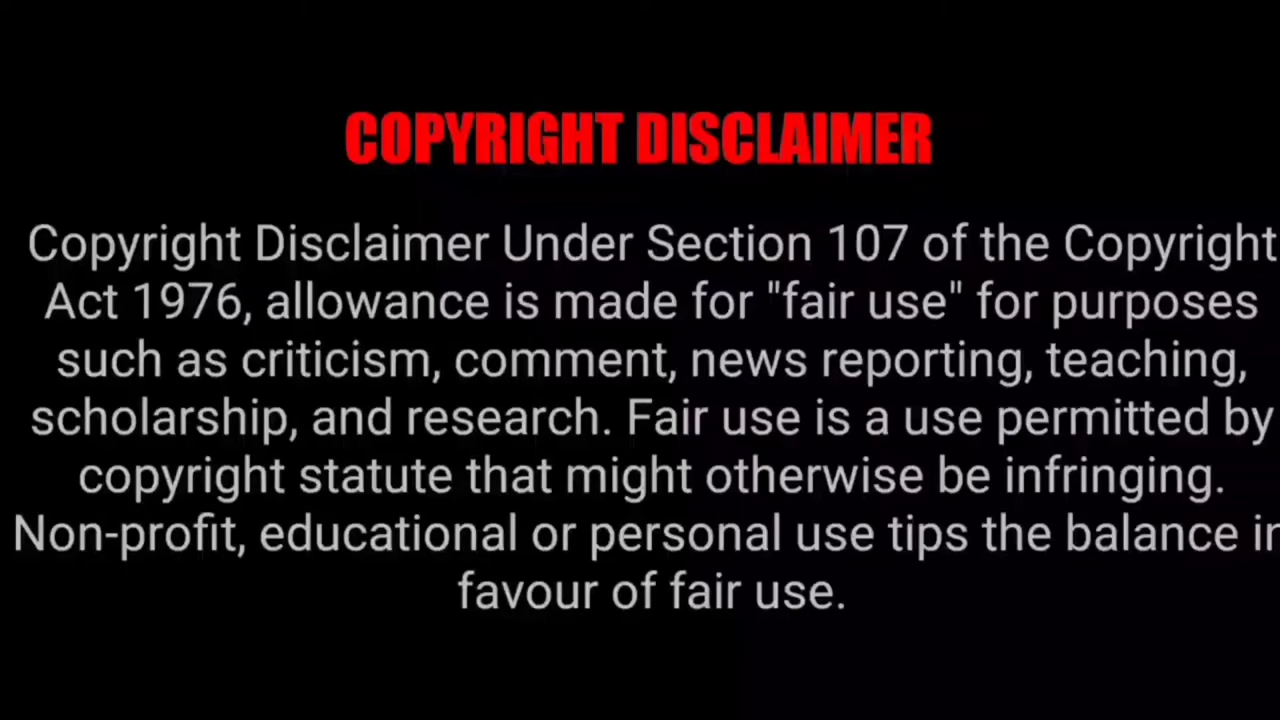 COPYRIGHT DISCLAIMER
Copyright Disclaimer Under Section 107 of the Copyright
Act 1976, allowance is made for "fair use" for purposes
such as criticism, comment, news reporting, teaching,
scholarship, and research. Fair use is a use permitted by
copyright statute that might otherwise be infringing.
Non-profit, educational or personal use tips the balance in
favour of fair use.